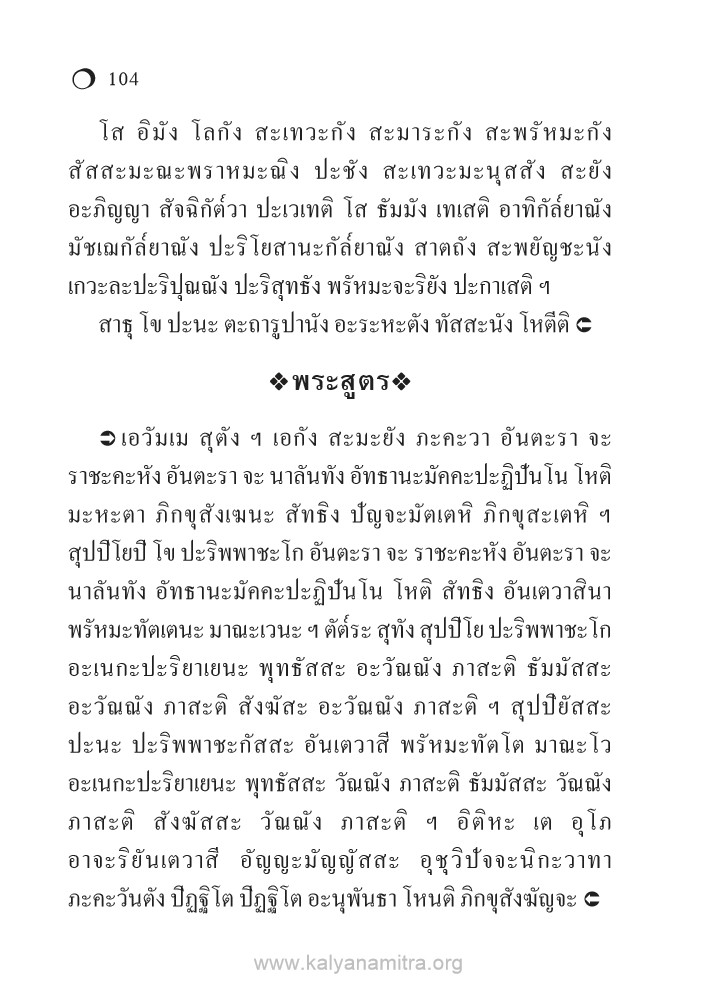 ❍ 104
โส อิมัง โลกัง สะเทวะกัง สะมาระกัง สะพรัหมะกัง
สัสสะมะณะพราหมะณิง ปะชัง สะเทวะมะนุสสัง สะยัง
อะภิญญา สัจฉิกัต๎วา ปะเวเทติ โส ธัมมัง เทเสติ อาทิกัล๎ยาณัง
มัชเฌกัล๎ยาณัง ปะริโยสานะกัล๎ยาณัง สาตถัง สะพยัญชะนัง
เกวะละปะริปุณณัง ปะริสุทธัง พรัหมะจะริยัง ปะกาเสติ ฯ
สาธุ โข ปะนะ ตะถารูปานัง อะระหะตัง ทัสสะนัง โหตีติ ➲
❖พระสูตร❖
➲ เอวัมเม สุตัง ฯ เอกัง สะมะยัง ภะคะวา อันตะรา จะ
ราชะคะหัง อันตะรา จะ นาลันทัง อัทธานะมัคคะปะฏิปันโน โหติ
มะหะตา ภิกขุสังเฆนะ สัทธิง ปัญจะมัตเตหิ ภิกขุสะเตหิ ฯ
สุปปิโยปิ โข ปะริพพาชะโก อันตะรา จะ ราชะคะหัง อันตะรา จะ
นาลันทัง อัทธานะมัคคะปะฏิปันโน โหติ สัทธิง อันเตวาสินา
พรัหมะทัตเตนะ มาณะเวนะ ฯ ตัต๎ระ สุทัง สุปปิโย ปะริพพาชะโก
อะเนกะปะริยาเยนะ พุทธัสสะ อะวัณณัง ภาสะติ ธัมมัสสะ
อะวัณณัง ภาสะติ สังฆัสะ อะวัณณัง ภาสะติ ฯ สุปปิยัสสะ
ปะนะ ปะริพพาชะกัสสะ อันเตวาสี พรัหมะทัตโต มาณะโว
อะเนกะปะริยาเยนะ พุทธัสสะ วัณณัง ภาสะติ ธัมมัสสะ วัณณัง
ภาสะติ สังฆัสสะ วัณณัง ภาสะติ ฯ อิติหะ เต อุโภ
อาจะริยันเตวาสี อัญญะมัญญัสสะ อุชุวิปัจจะนิกะวาทา
ภะคะวันตัง ปิฏฐิโต ปิฏฐิโต อะนุพันธา โหนติ ภิกขุสังฆัญจะ ➲
www.kalyanamitra.org